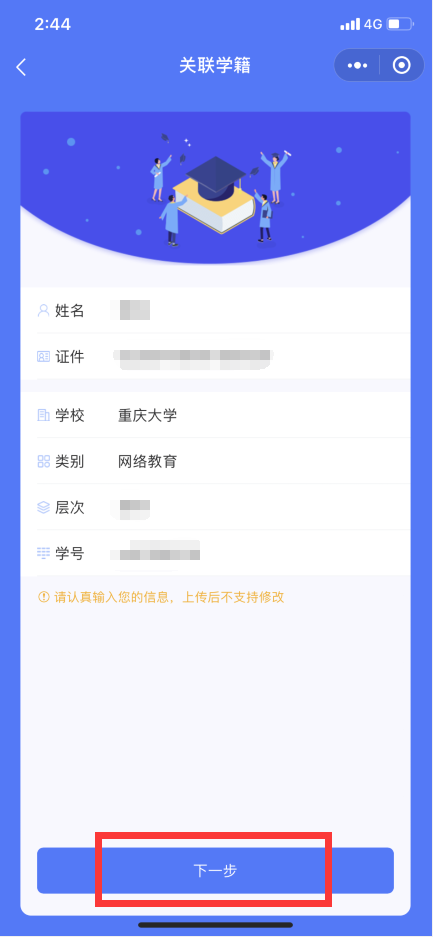 2:44
4G
关联学籍
姓名
证件
学校 重庆大学
类别 网络教育
层次
学号
请认真输入您的信息，上传后不支持修改
下一步